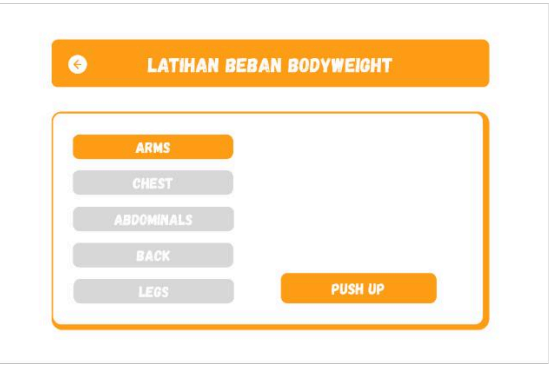 LATIHAN BEBAN BODYWEIGHT
ARMS
CHEST
ABDOMINALS
BACK
LEGS
PUSH UP